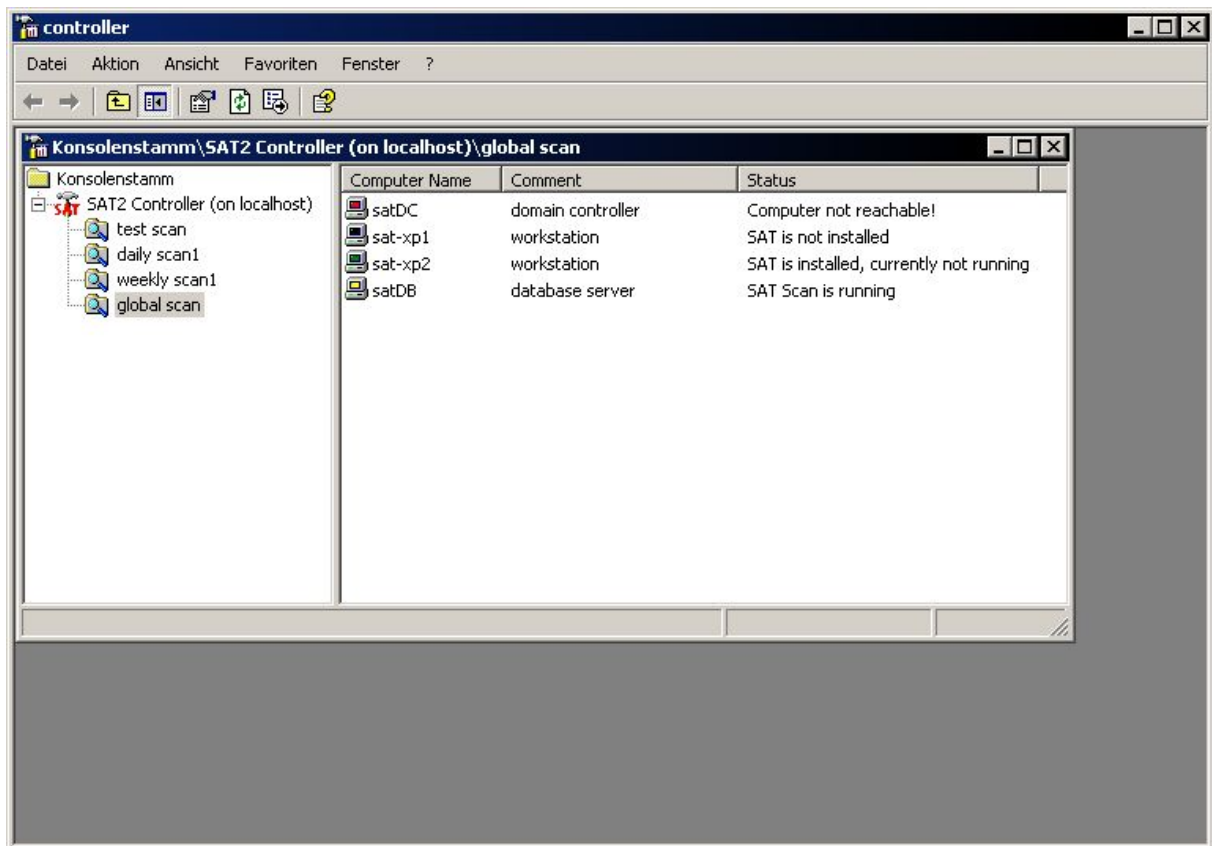 controller
Datei Aktion Ansicht Favoriten Fenster ?
Konsolenstamm\SAT2 Controller (on localhost)\global scan
Konsolenstamm
SAT2 Controller (on localhost)
test scan
daily scan1
weekly scan1
global scan
Computer Name Comment Status
satDC domain controller Computer not reachable!
sat-xp1 workstation SAT is not installed
sat-xp2 workstation SAT is installed, currently not running
satDB database server SAT Scan is running
SAT